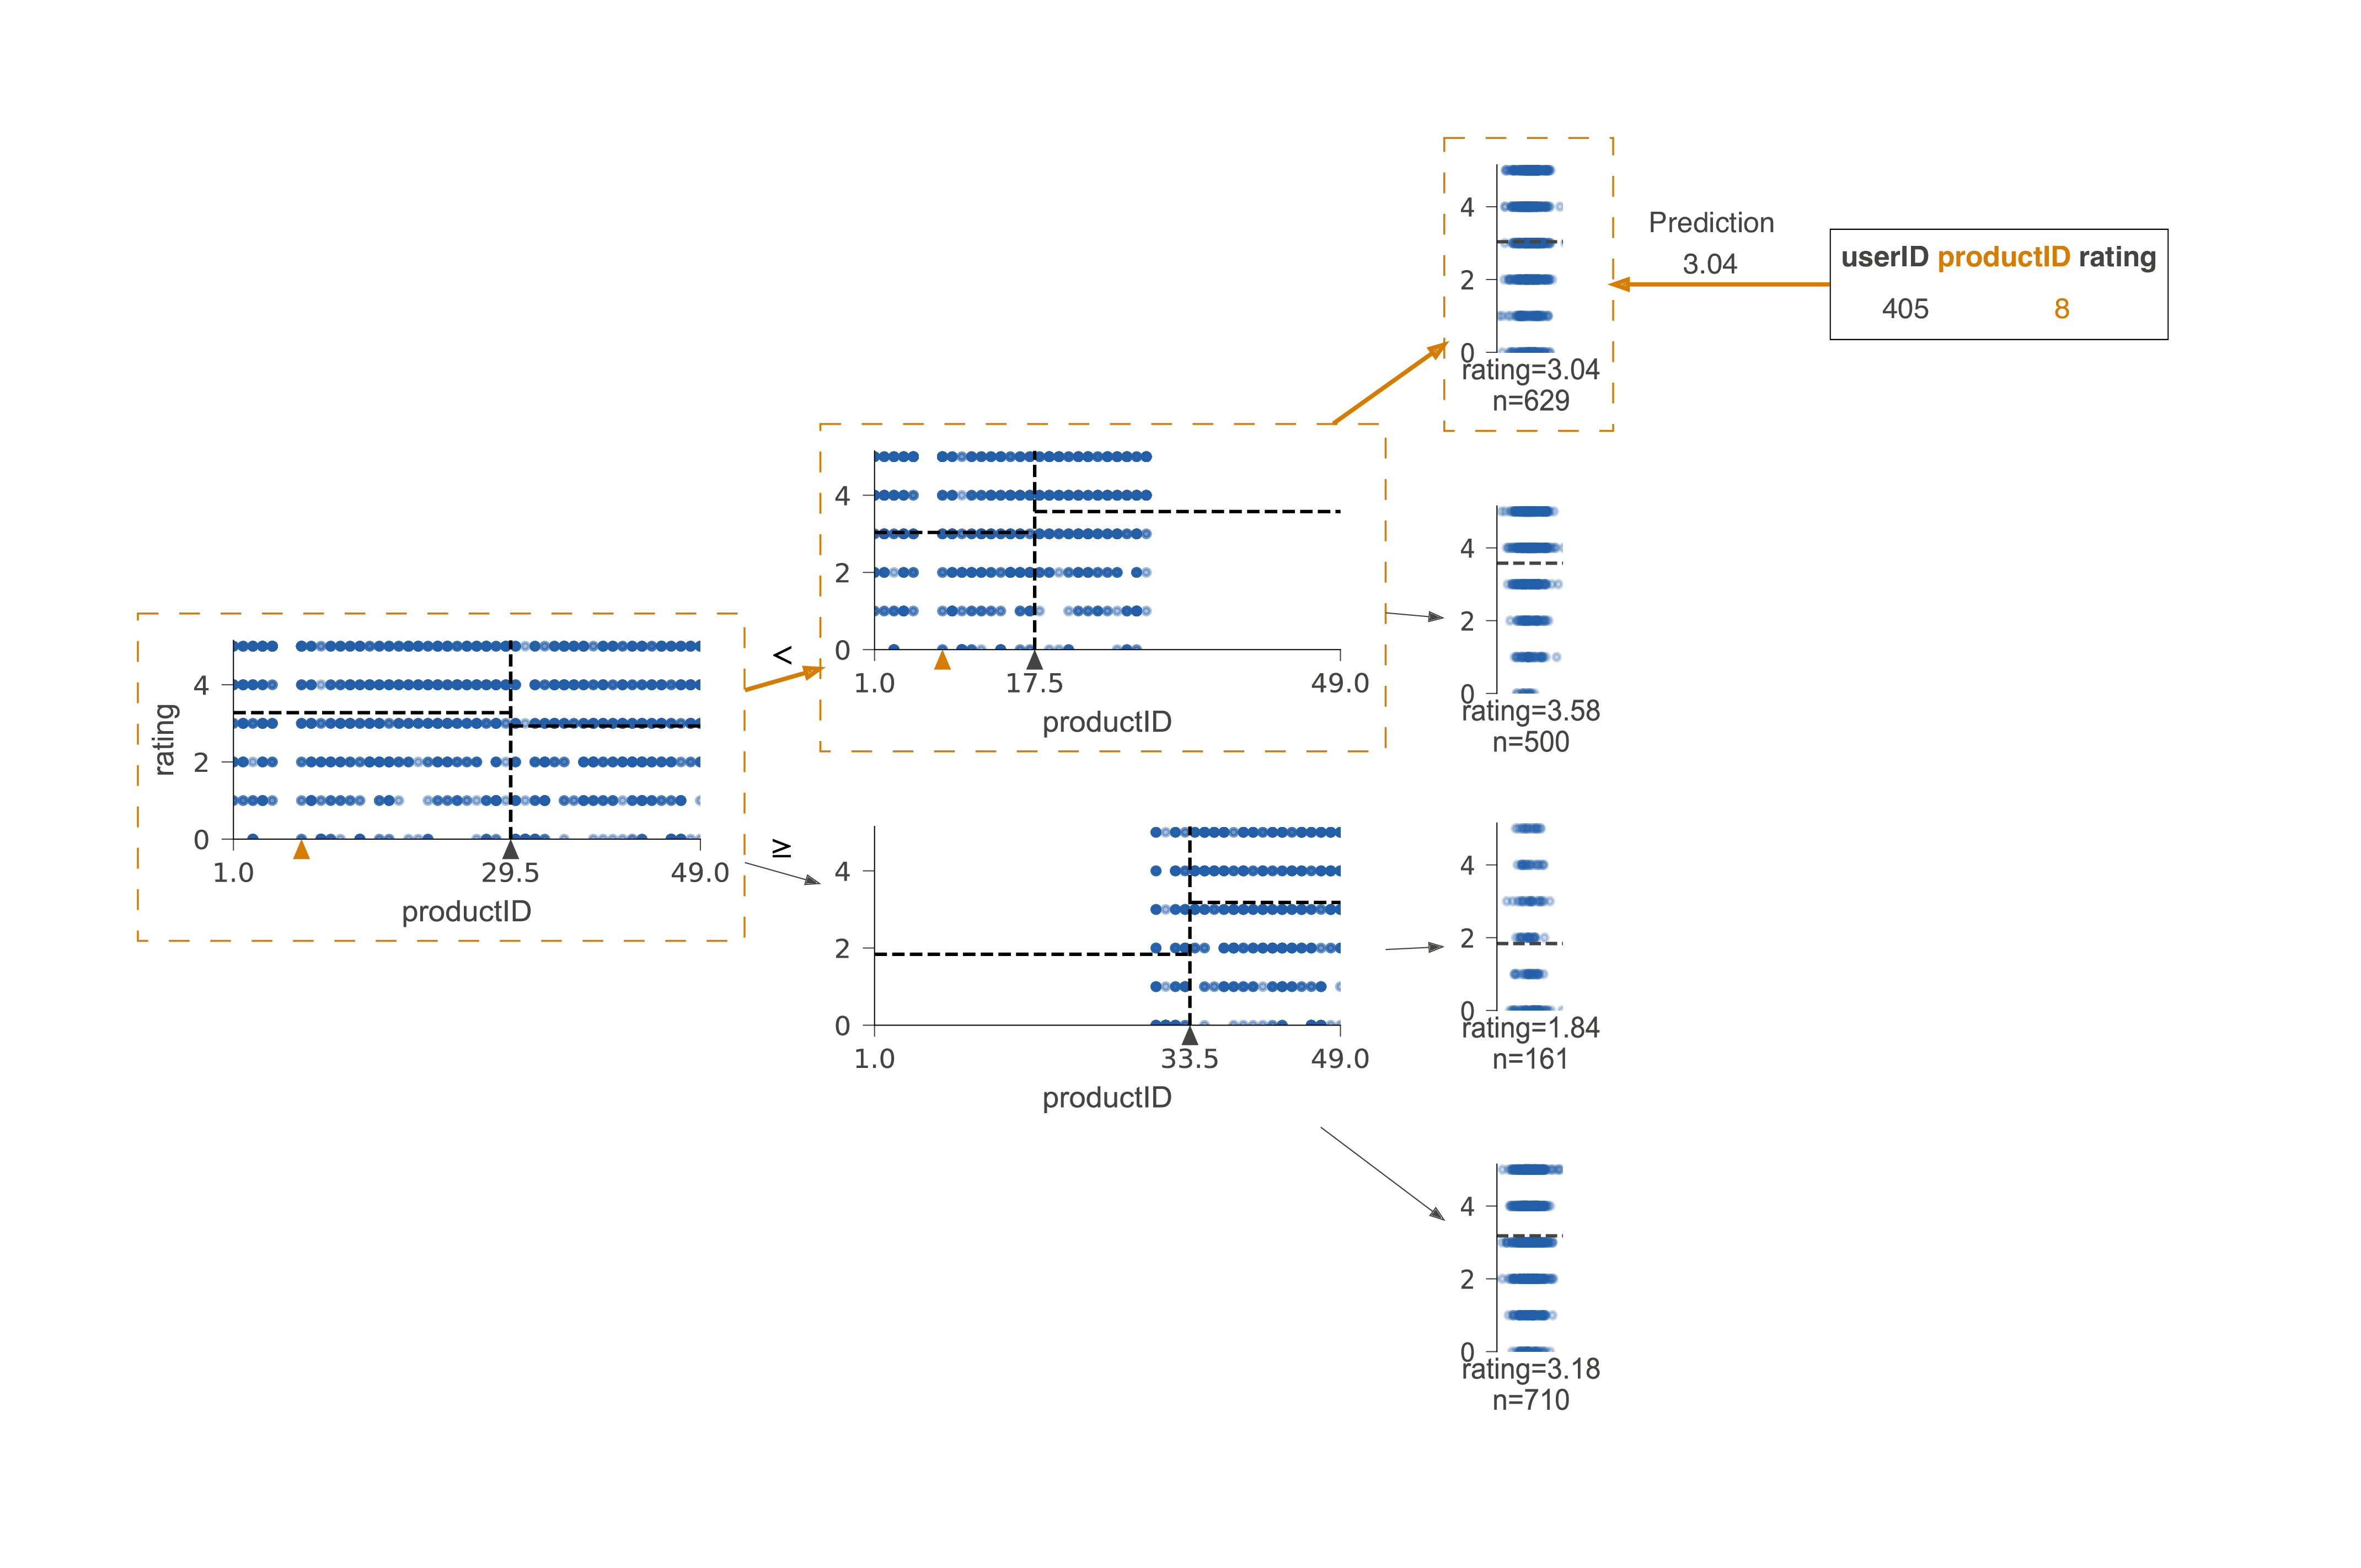 4
2
0
rating=3.04
n=629
Prediction
3.04
userID productID rating
405 8
4
2
0
1.0 17.5 49.0
productID
4
2
0
rating=3.58
n=500
rating
4
2
0
1.0 29.5 49.0
productID
<
≥
4
2
0
1.0 33.5 49.0
productID
4
2
0
rating=1.84
n=161
4
2
0
rating=3.18
n=710